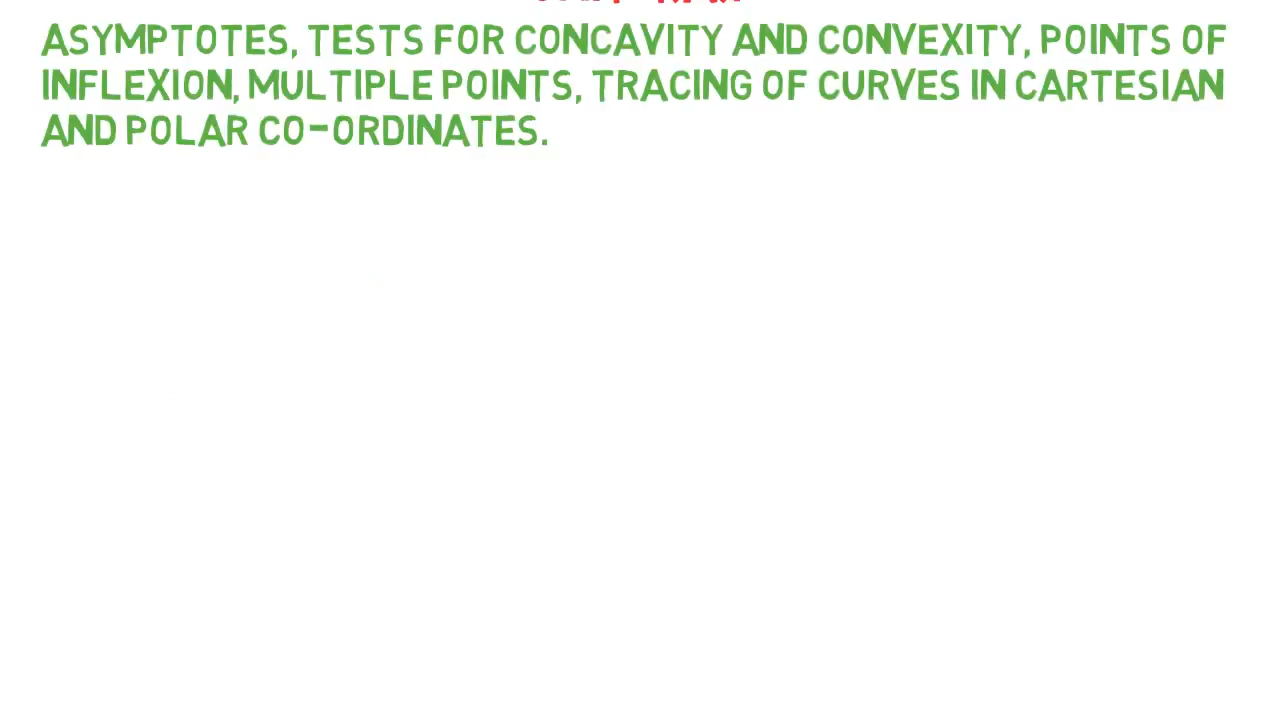 ASYMPTOTES, TESTS FOR CONCAVITY AND CONVEXITY, POINTS OF
INFLEXION, MULTIPLE POINTS, TRACING OF CURVES IN CARTESIAN
AND POLAR CO-ORDINATES.